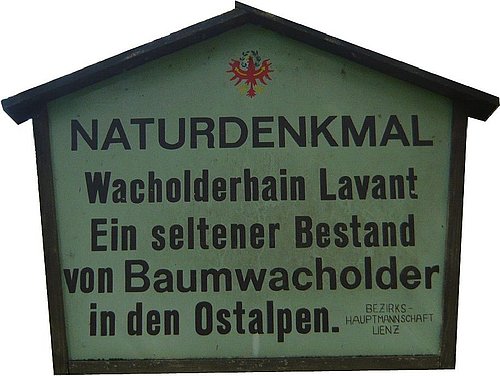 NATURDENKMAL
Wacholderhain Lavant
Ein seltener Bestand
von Baumwacholder
in den Ostalpen.
BEZIRKS-
HAUPTMANNSCHAFT
LIENZ